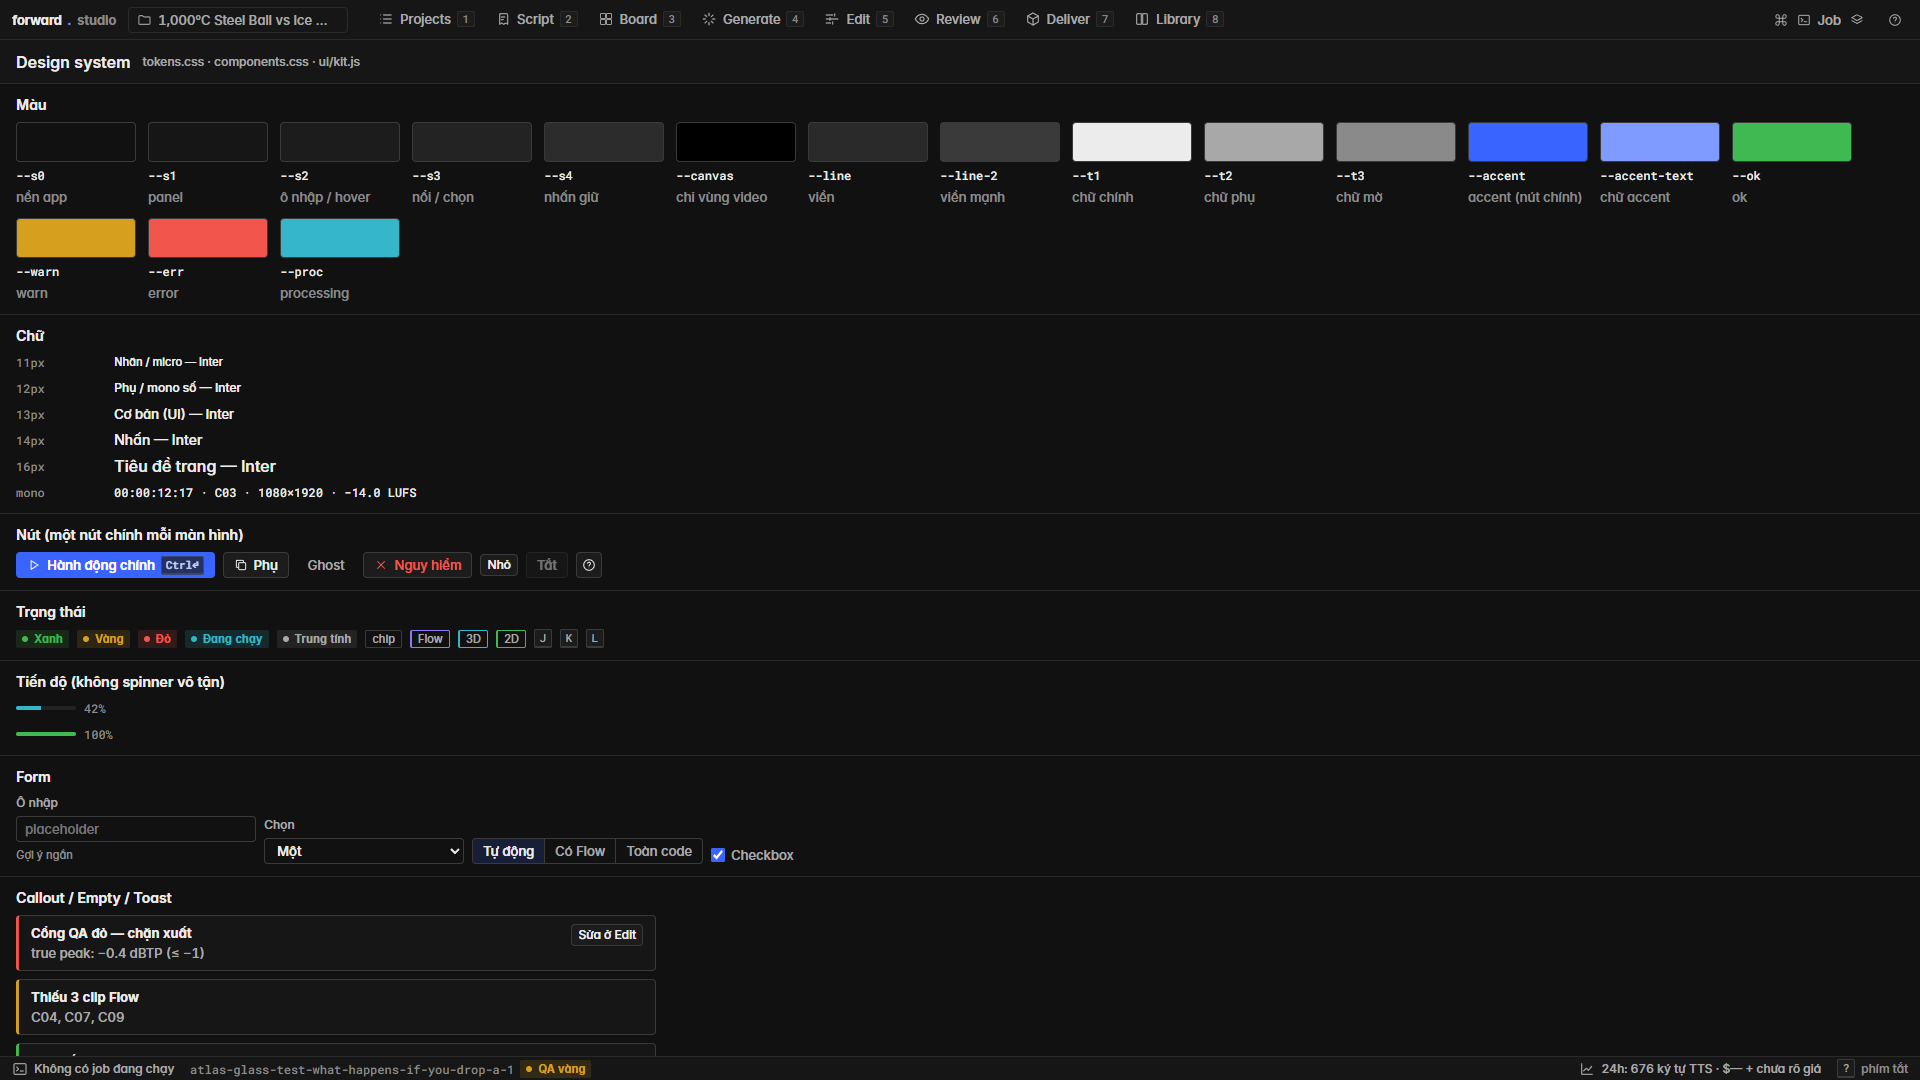 forward . studio
1,000°C Steel Ball vs Ice ...
Projects 1
Script 2
Board 3
Generate 4
Edit 5
Review 6
Deliver 7
Library 8
Job
Design system
tokens.css · components.css · ui/kit.js
Màu
--s0
--s1
--s2
--s3
--s4
--canvas
--line
--line-2
--t1
--t2
--t3
--accent
--accent-text
--ok
nền app
panel
ô nhập / hover
nổi / chọn
nhấn giữ
chỉ vùng video
viền
viền mạnh
chữ chính
chữ phụ
chữ mờ
accent (nút chính)
chữ accent
ok
--warn
--err
--proc
warn
error
processing
Chữ
11px Nhãn / micro — Inter
12px Phụ / mono số — Inter
13px Cơ bản (UI) — Inter
14px Nhấn — Inter
16px Tiêu đề trang — Inter
mono 00:00:12:17 · C03 · 1080×1920 · -14.0 LUFS
Nút (một nút chính mỗi màn hình)
Hành động chính Ctrl↵
Phụ
Ghost
Nguy hiểm
Nhỏ
Tắt
Trạng thái
Xanh
Vàng
Đỏ
Đang chạy
Trung tính
chip
Flow
3D
2D
J
K
L
Tiến độ (không spinner vô tận)
42%
100%
Form
Ô nhập
placeholder
Gợi ý ngắn
Chọn
Một
Tự động
Có Flow
Toàn code
Checkbox
Callout / Empty / Toast
Cổng QA đỏ — chặn xuất
true peak: −0.4 dBTP (≤ −1)
Sửa ở Edit
Thiếu 3 clip Flow
C04, C07, C09
Không có job đang chạy
atlas-glass-test-what-happens-if-you-drop-a-1
QA vàng
24h: 676 ký tự TTS · $— + chưa rõ giá
? phím tắt